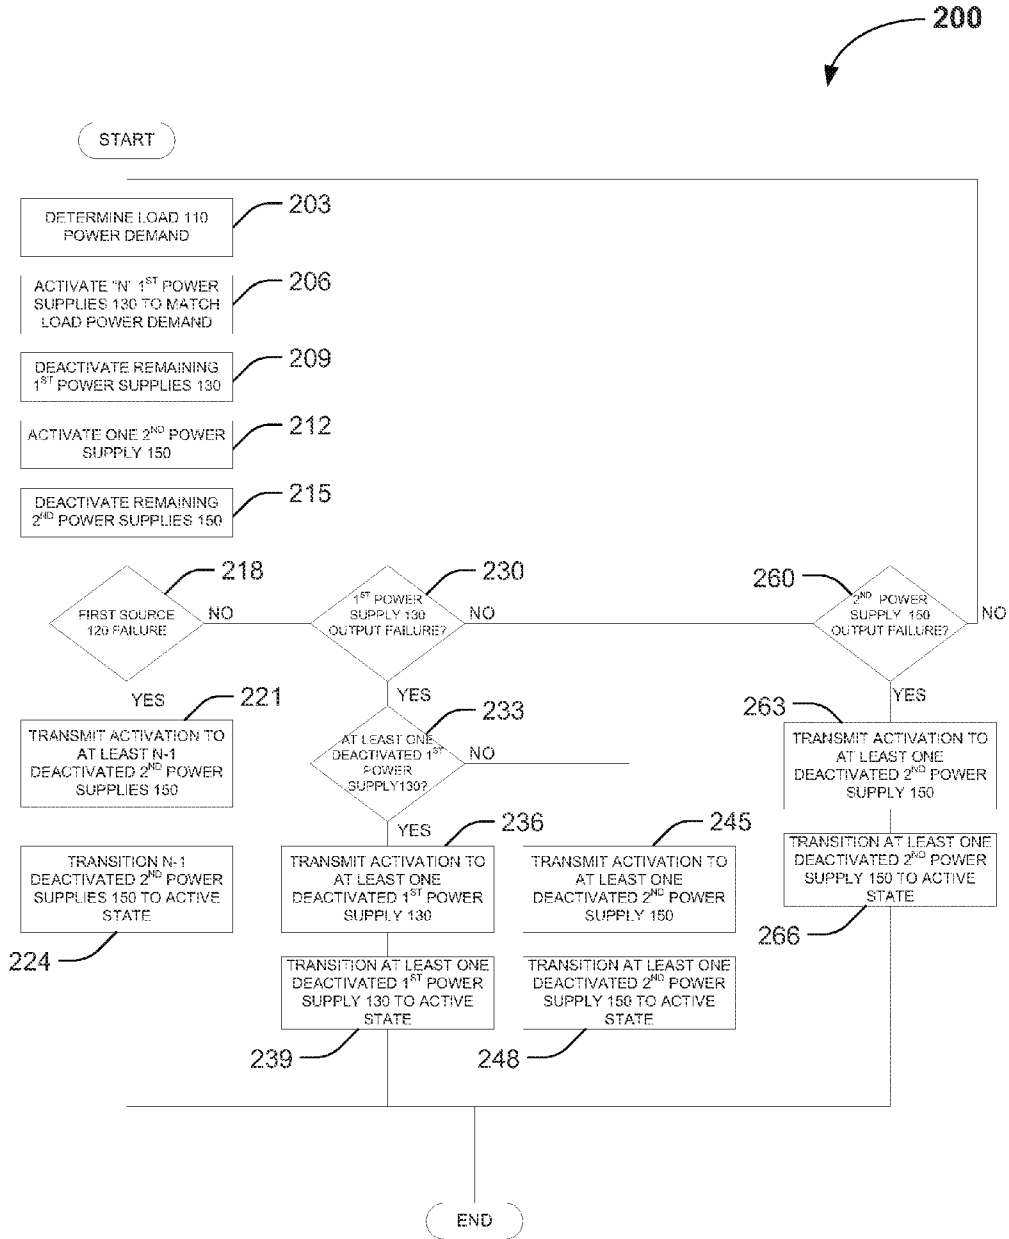 200
START
203
DETERMINE LOAD 110
POWER DEMAND
206
ACTIVATE "N" 1ST POWER
SUPPLIES 130 TO MATCH
LOAD POWER DEMAND
209
DEACTIVATE REMAINING
1ST POWER SUPPLIES 130
212
ACTIVATE ONE 2ND POWER
SUPPLY 150
215
DEACTIVATE REMAINING
2ND POWER SUPPLIES 150
218
FIRST SOURCE
120 FAILURE
NO
YES
230
1ST POWER
SUPPLY 130
OUTPUT FAILURE?
NO
YES
260
2ND POWER
SUPPLY 150
OUTPUT FAILURE?
NO
YES
221
TRANSMIT ACTIVATION TO
AT LEAST N-1
DEACTIVATED 2ND POWER
SUPPLIES 150
233
AT LEAST ONE
DEACTIVATED 1ST
POWER
SUPPLY130?
NO
YES
263
TRANSMIT ACTIVATION TO
AT LEAST ONE
DEACTIVATED 2ND POWER
SUPPLY 150
TRANSITION N-1
DEACTIVATED 2ND POWER
SUPPLIES 150 TO ACTIVE
STATE
224
236
TRANSMIT ACTIVATION TO
AT LEAST ONE
DEACTIVATED 1ST POWER
SUPPLY 130
245
TRANSMIT ACTIVATION TO
AT LEAST ONE
DEACTIVATED 2ND POWER
SUPPLY 150
TRANSITION AT LEAST ONE
DEACTIVATED 2ND POWER
SUPPLY 150 TO ACTIVE
STATE
266
TRANSITION AT LEAST ONE
DEACTIVATED 1ST POWER
SUPPLY 130 TO ACTIVE
STATE
239
TRANSITION AT LEAST ONE
DEACTIVATED 2ND POWER
SUPPLY 150 TO ACTIVE
STATE
248
END